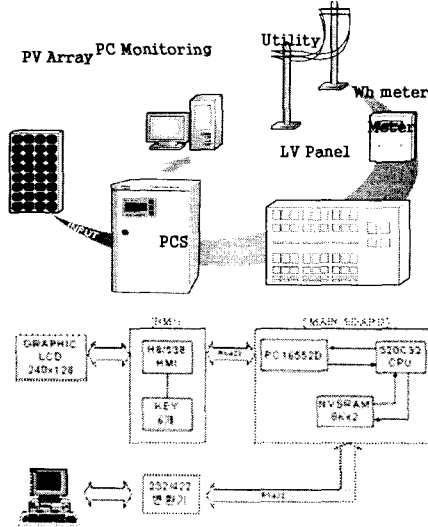 PV Array PC Monitoring
Utility
Wh meter
Meter
LV Panel
INPUT
PCS
(MAIN BOARD)
GRAPHIC
LCD
240x128
H8/538
HMI
KEY
6개
RS422
PC16552D
320C32
CPU
NVSRAM
8Kx2
232/422
변환기
RS422